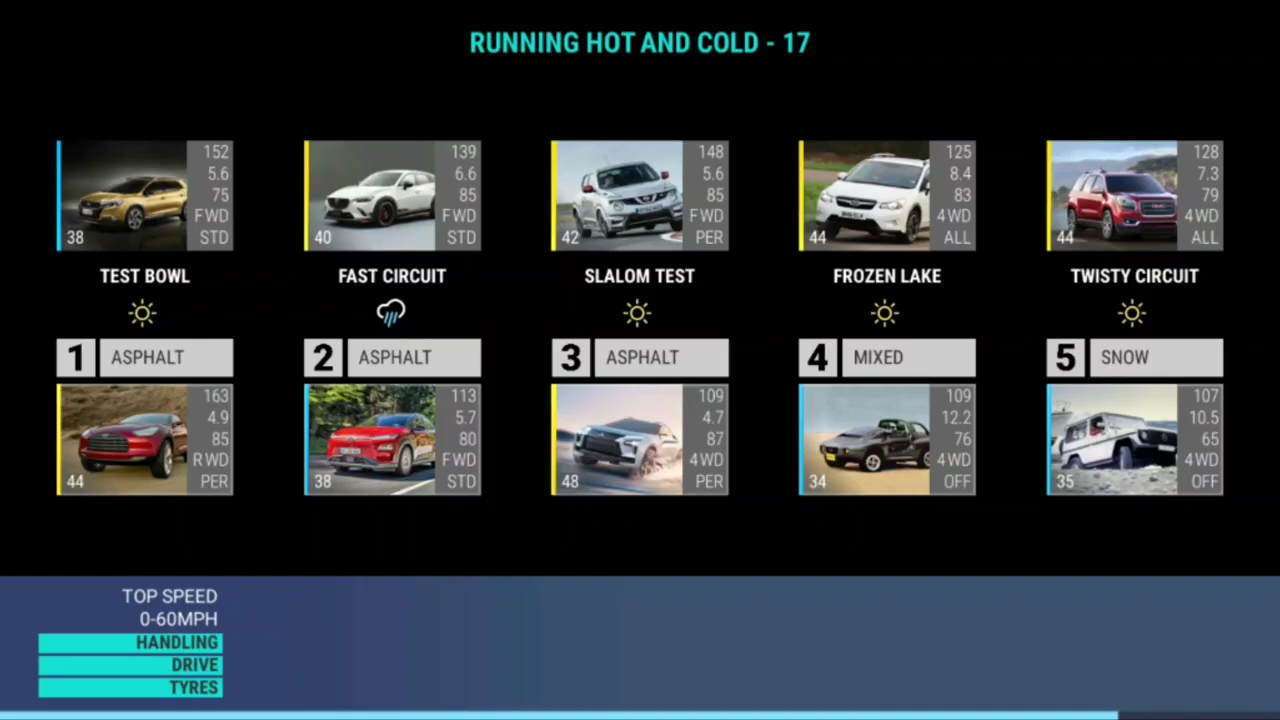 RUNNING HOT AND COLD - 17
152
5.6
75
FWD
38 STD
139
6.6
85
FWD
40 STD
148
5.6
85
FWD
42 PER
125
8.4
83
4WD
44 ALL
128
7.3
79
4WD
44 ALL
TEST BOWL
FAST CIRCUIT
SLALOM TEST
FROZEN LAKE
TWISTY CIRCUIT
1 ASPHALT
2 ASPHALT
3 ASPHALT
4 MIXED
5 SNOW
163
4.9
85
RWD
44 PER
113
5.7
80
FWD
38 STD
109
4.7
87
4WD
48 PER
109
12.2
76
4WD
34 OFF
107
10.5
65
4WD
35 OFF
TOP SPEED
0-60MPH
HANDLING
DRIVE
TYRES